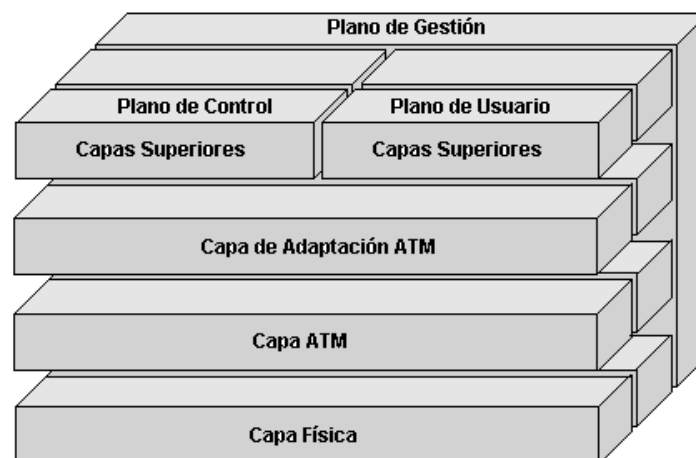 Plano de Gestión
Plano de Control
Plano de Usuario
Capas Superiores
Capas Superiores
Capa de Adaptación ATM
Capa ATM
Capa Física